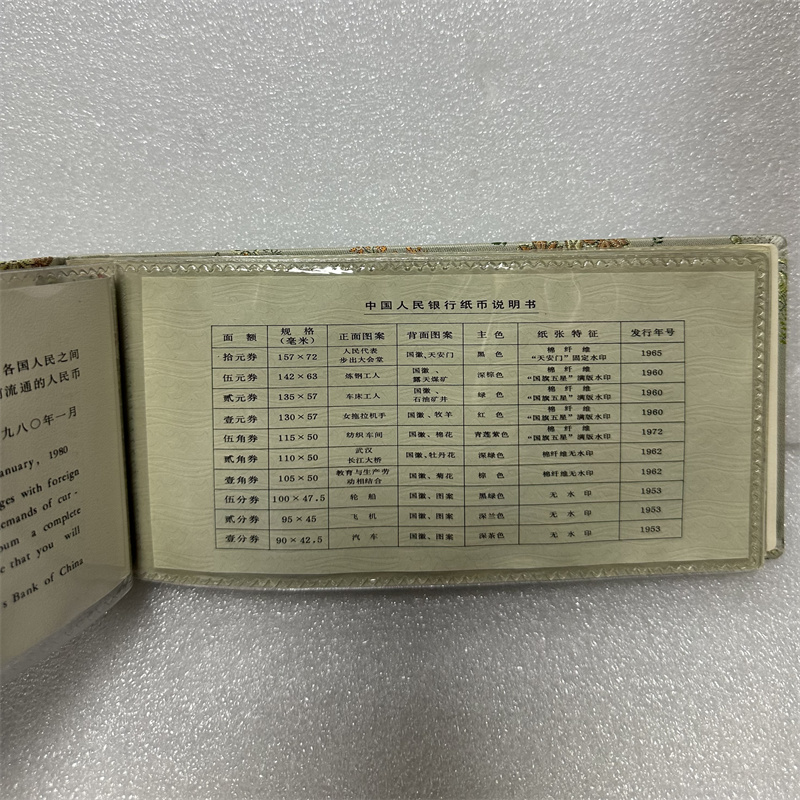 各国人民之间
流通的人民币
九八〇年一月
anuary, 1980
ges with foreign
emands of cur-
bum a complete
e that you will
s Bank of China
中国人民银行纸币说明书
面额 规格(毫米) 正面图案 背面图案 主色 纸张特征 发行年号
拾元券 157×72 人民代表步出大会堂 国徽、天安门 黑色 棉纤维“天安门”固定水印 1965
伍元券 142×63 炼钢工人 国徽、露天煤矿 深棕色 棉纤维“国旗五星”满版水印 1960
贰元券 135×57 车床工人 国徽、石油矿井 绿色 棉纤维“国旗五星”满版水印 1960
壹元券 130×57 女拖拉机手 国徽、牧羊 红色 棉纤维“国旗五星”满版水印 1960
伍角券 115×50 纺织车间 国徽、棉花 青莲紫色 棉纤维“国旗五星”满版水印 1972
贰角券 110×50 武汉长江大桥 国徽、牡丹花 深绿色 棉纤维无水印 1962
壹角券 105×50 教育与生产劳动相结合 国徽、菊花 棕色 棉纤维无水印 1962
伍分券 100×47.5 轮船 国徽、图案 黑绿色 无水印 1953
贰分券 95×45 飞机 国徽、图案 深兰色 无水印 1953
壹分券 90×42.5 汽车 国徽、图案 深茶色 无水印 1953